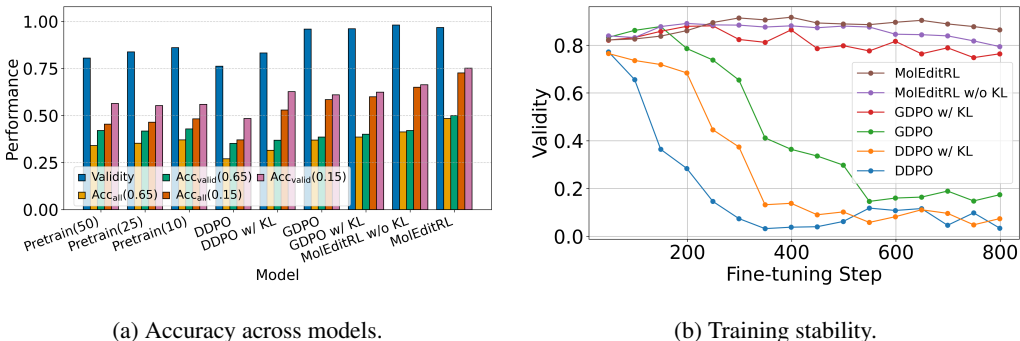 1.00
0.75
0.50
0.25
0.00
Performance
Validity
Acc_all(0.65)
Acc_valid(0.65)
Acc_all(0.15)
Acc_valid(0.15)
Pretrain(50)
Pretrain(25)
Pretrain(10)
DDPO
DDPO w/ KL
GDPO
GDPO w/ KL
MolEditRL w/o KL
MolEditRL
Model
(a) Accuracy across models.
0.8
0.6
0.4
0.2
0.0
Validity
MolEditRL
MolEditRL w/o KL
GDPO w/ KL
GDPO
DDPO w/ KL
DDPO
200
400
600
800
Fine-tuning Step
(b) Training stability.